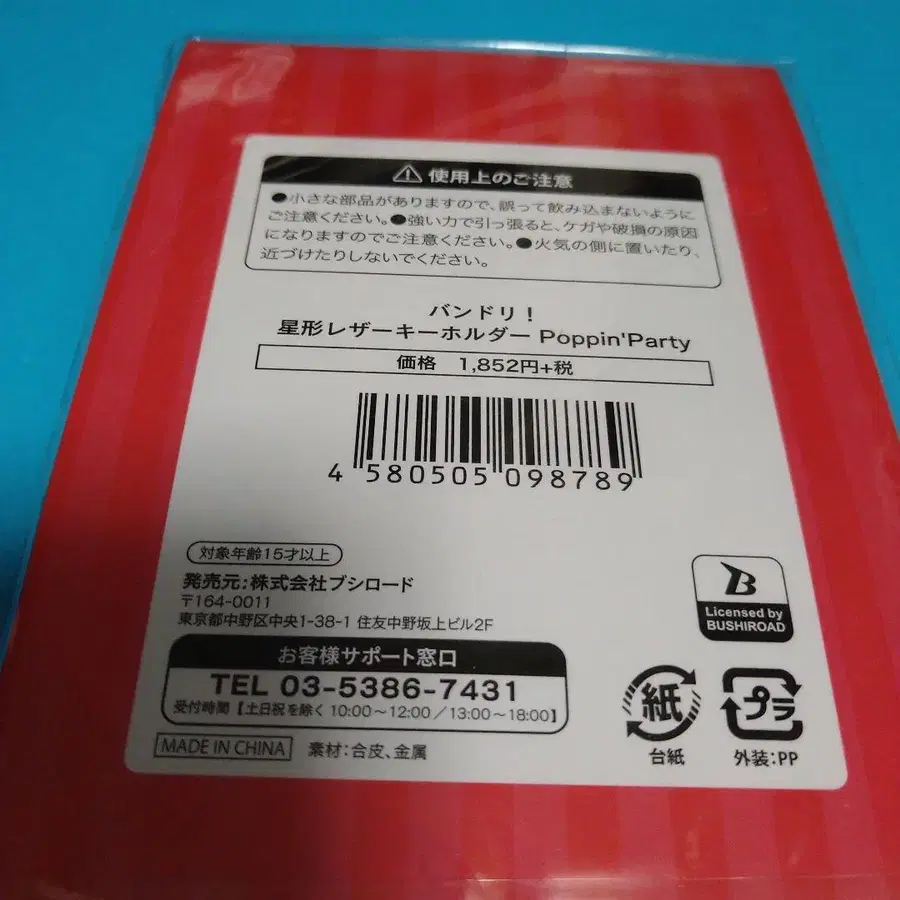 ⚠使用上のご注意
●小さな部品がありますので、誤って飲み込まないように
ご注意ください。●強い力で引っ張ると、ケガや破損の原因
になりますのでご注意ください。●火気の側に置いたり、
近づけたりしないでください。
バンドリ!
星形レザーキーホルダー Poppin'Party
価格 1,852円+税
4 580505 098789
対象年齢15才以上
発売元:株式会社ブシロード
〒164-0011
東京都中野区中央1-38-1 住友中野坂上ビル2F
お客様サポート窓口
TEL 03-5386-7431
受付時間【土日祝を除く 10:00〜12:00/13:00〜18:00】
MADE IN CHINA 素材:合皮、金属
B
Licensed by
BUSHIROAD
紙
台紙
プラ
外装:PP